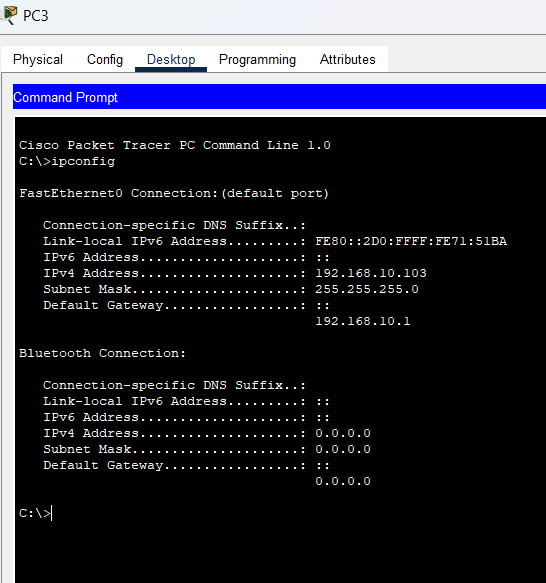 PC3
Physical Config Desktop Programming Attributes
Command Prompt
Cisco Packet Tracer PC Command Line 1.0
C:\>ipconfig
FastEthernet0 Connection:(default port)
Connection-specific DNS Suffix..:
Link-local IPv6 Address.........: FE80::2D0:FFFF:FE71:51BA
IPv6 Address....................: ::
IPv4 Address....................: 192.168.10.103
Subnet Mask.....................: 255.255.255.0
Default Gateway.................: ::
192.168.10.1
Bluetooth Connection:
Connection-specific DNS Suffix..:
Link-local IPv6 Address.........: ::
IPv6 Address....................: ::
IPv4 Address....................: 0.0.0.0
Subnet Mask.....................: 0.0.0.0
Default Gateway.................: ::
0.0.0.0
C:\>